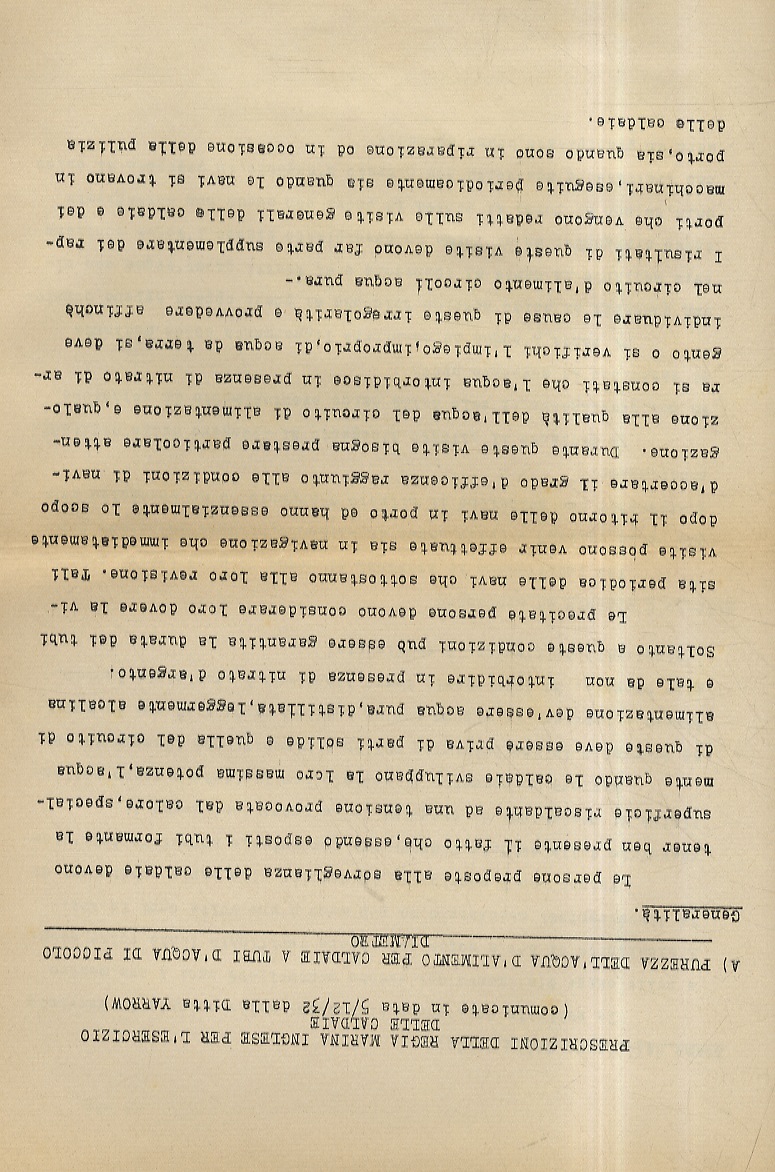 PRESCRIZIONI DELLA REGIA MARINA INGLESE PER L'ESERCIZIO
DELLE CALDAIE
(comunicate in data 5/12/32 dalla Ditta YARROW)
A) PUREZZA DELL'ACQUA D'ALIMENTO PER CALDAIE A TUBI D'ACQUA DI PICCOLO
DIAMETRO
Generalità.
Le persone preposte alla sorveglianza delle caldaie devono
tener ben presente il fatto che,essendo esposti i tubi formante la
superficie riscaldante ad una tensione provocata dal calore,special-
mente quando le caldaie sviluppano la loro massima potenza,l'acqua
di queste deve essere priva di parti solide e quella del circuito di
alimentazione dev'essere acqua pura,distillata,leggermente alcalina
e tale da non intorbidire in presenza di nitrato d'argento:
Soltanto a queste condizioni può essere garantita la durata dei tubi
Le precitate persone devono considerare loro dovere la vi-
sita periodica delle navi che sottostanno alla loro revisione. Tali
visite possono venir effettuate sia in navigazione che immediatamente
dopo il ritorno delle navi in porto ed hanno essenzialmente lo scopo
d'accertare il grado d'efficenza raggiunto alle condizioni di navi-
gazione. Durante queste visite bisogna prestare particolare atten-
zione alla qualità dell'acqua del circuito di alimentazione e,qualo-
ra si constati che l'acqua intorbidisce in presenza di nitrato di ar-
gento o si verifichi l'impiego,improprio,di acqua da terra,si deve
individuare le cause di queste irregolarità e provvedere affinchè
nel circuito d'alimento circoli acqua pura.-
I risultati di queste visite devono far parte supplementare dei rap-
porti che vengono redatti sulle visite generali delle caldaie e dei
macchinari,eseguite periodicamente sia quando le navi si trovano in
porto,sia quando sono in riparazione od in occasione della pulizia
delle caldaie.